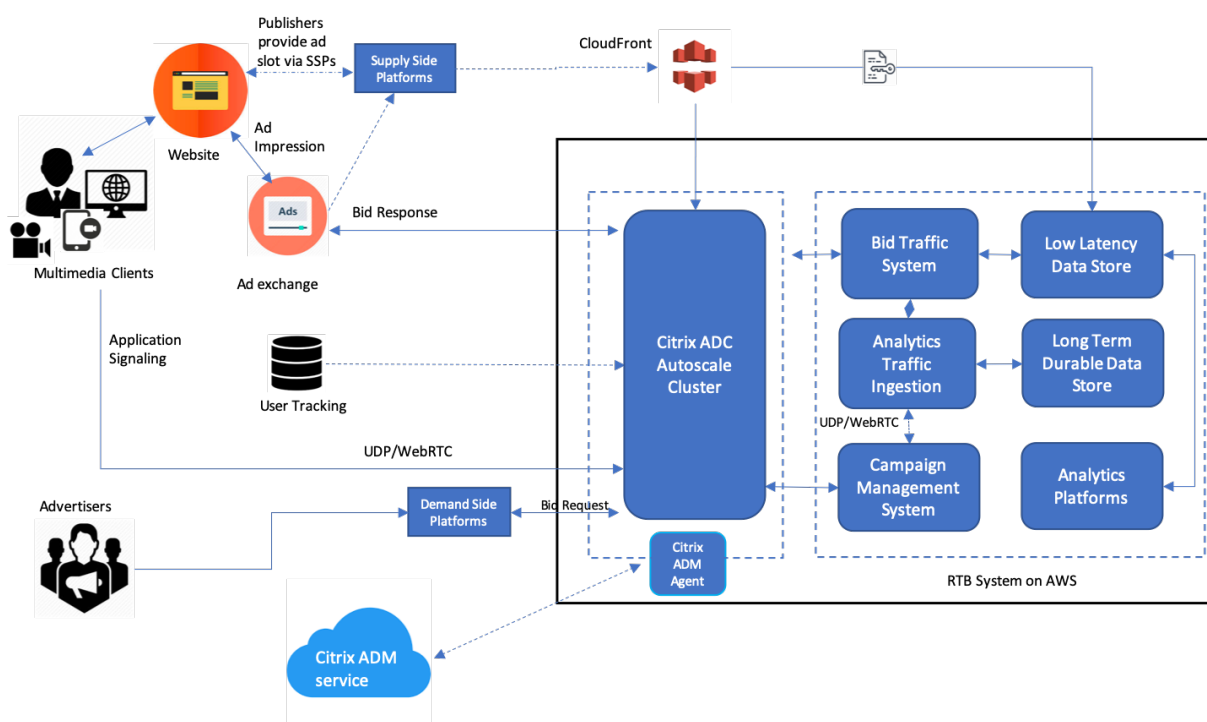 Publishers
provide ad
slot via SSPs
Supply Side
Platforms
CloudFront
Website
Ad
Impression
Ads
Bid Response
Ad exchange
Multimedia Clients
Application
Signaling
User Tracking
UDP/WebRTC
Advertisers
Demand Side
Platforms
Bid Request
Citrix ADC
Autoscale
Cluster
Citrix
ADM
Agent
Citrix ADM
service
Bid Traffic
System
Low Latency
Data Store
Analytics
Traffic
Ingestion
Long Term
Durable Data
Store
UDP/WebRTC
Campaign
Management
System
Analytics
Platforms
RTB System on AWS